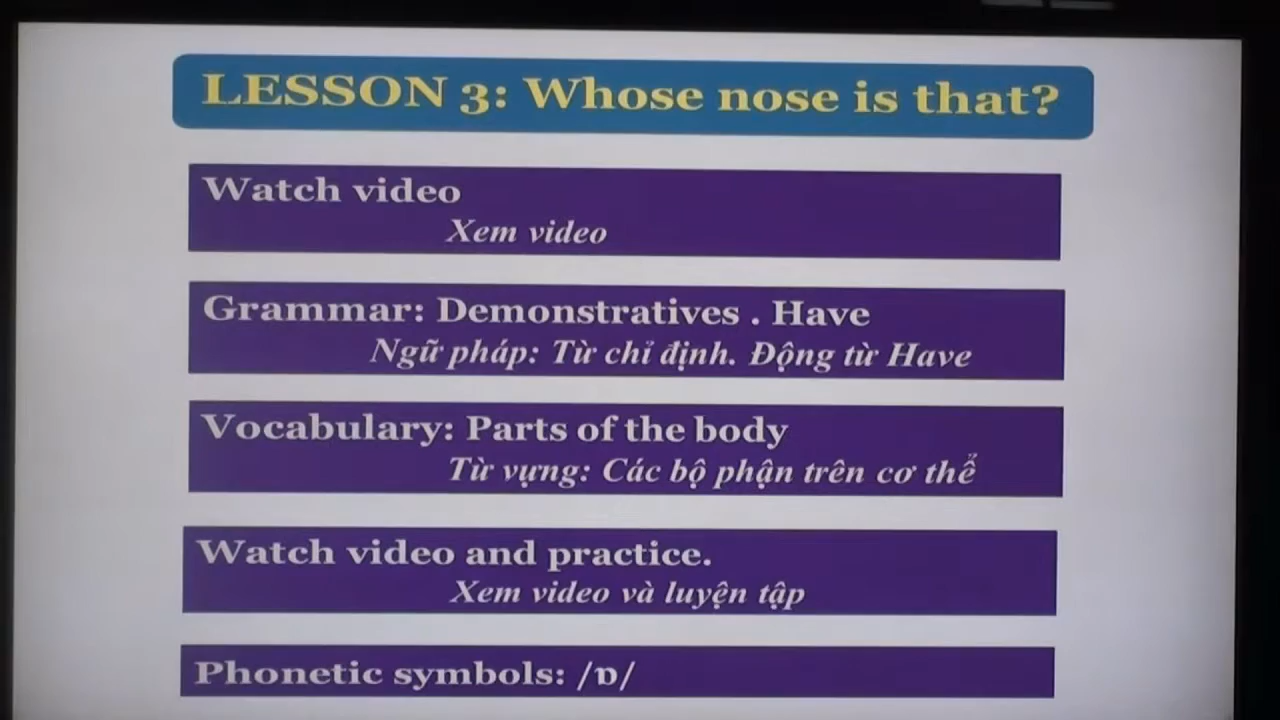 LESSON 3: Whose nose is that?
Watch video
Xem video
Grammar: Demonstratives . Have
Ngữ pháp: Từ chỉ định. Động từ Have
Vocabulary: Parts of the body
Từ vựng: Các bộ phận trên cơ thể
Watch video and practice.
Xem video và luyện tập
Phonetic symbols: /ɒ/